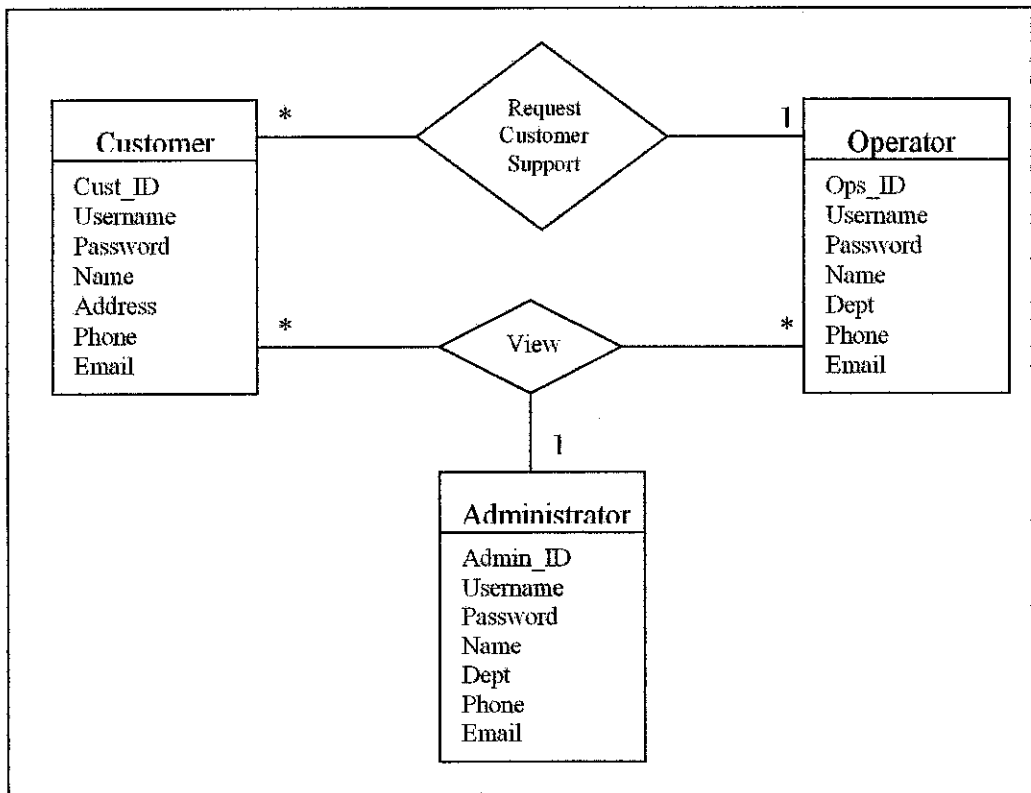 Customer
Cust_ID
Username
Password
Name
Address
Phone
Email
*
Request
Customer
Support
1
Operator
Ops_ID
Username
Password
Name
Dept
Phone
Email
*
View
*
1
Administrator
Admin_ID
Username
Password
Name
Dept
Phone
Email